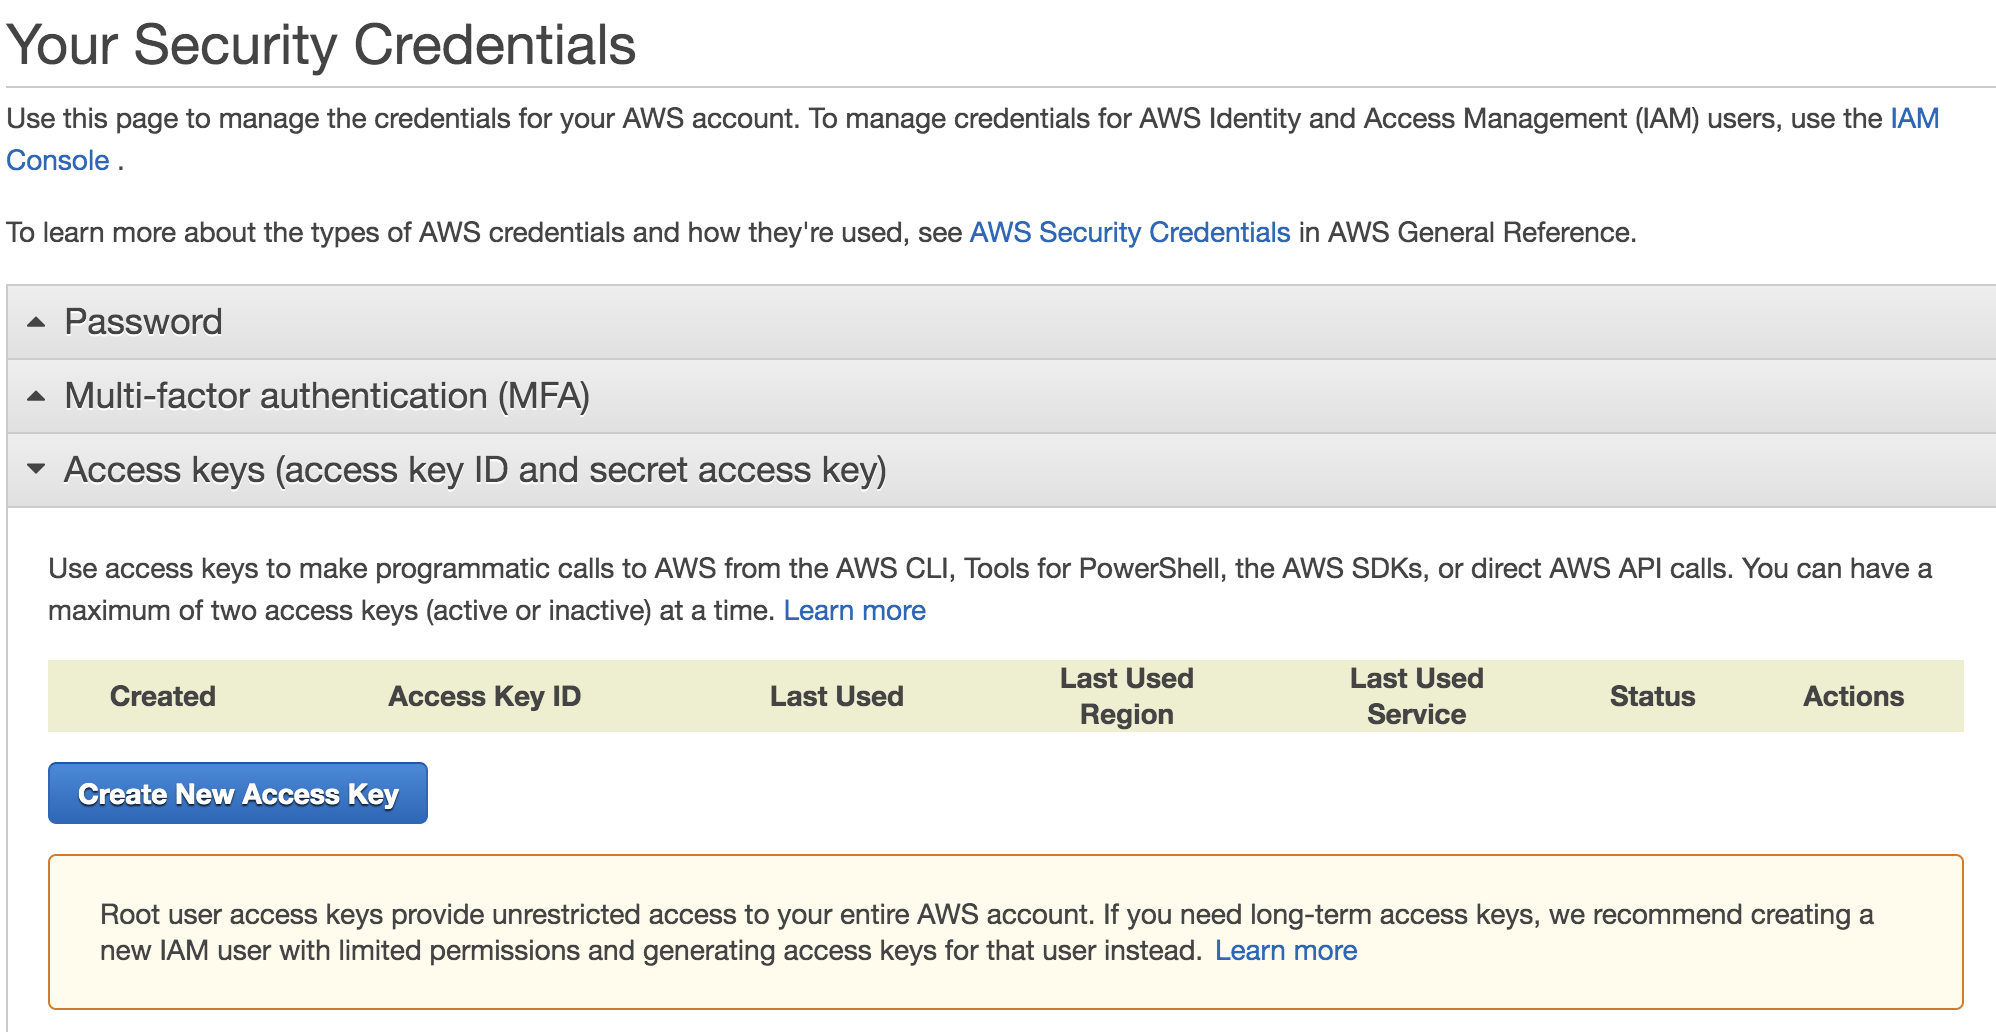 Your Security Credentials
Use this page to manage the credentials for your AWS account. To manage credentials for AWS Identity and Access Management (IAM) users, use the IAM
Console .
To learn more about the types of AWS credentials and how they're used, see AWS Security Credentials in AWS General Reference.
Password
Multi-factor authentication (MFA)
Access keys (access key ID and secret access key)
Use access keys to make programmatic calls to AWS from the AWS CLI, Tools for PowerShell, the AWS SDKs, or direct AWS API calls. You can have a
maximum of two access keys (active or inactive) at a time. Learn more
Created Access Key ID Last Used Last Used Region Last Used Service Status Actions
Create New Access Key
Root user access keys provide unrestricted access to your entire AWS account. If you need long-term access keys, we recommend creating a
new IAM user with limited permissions and generating access keys for that user instead. Learn more